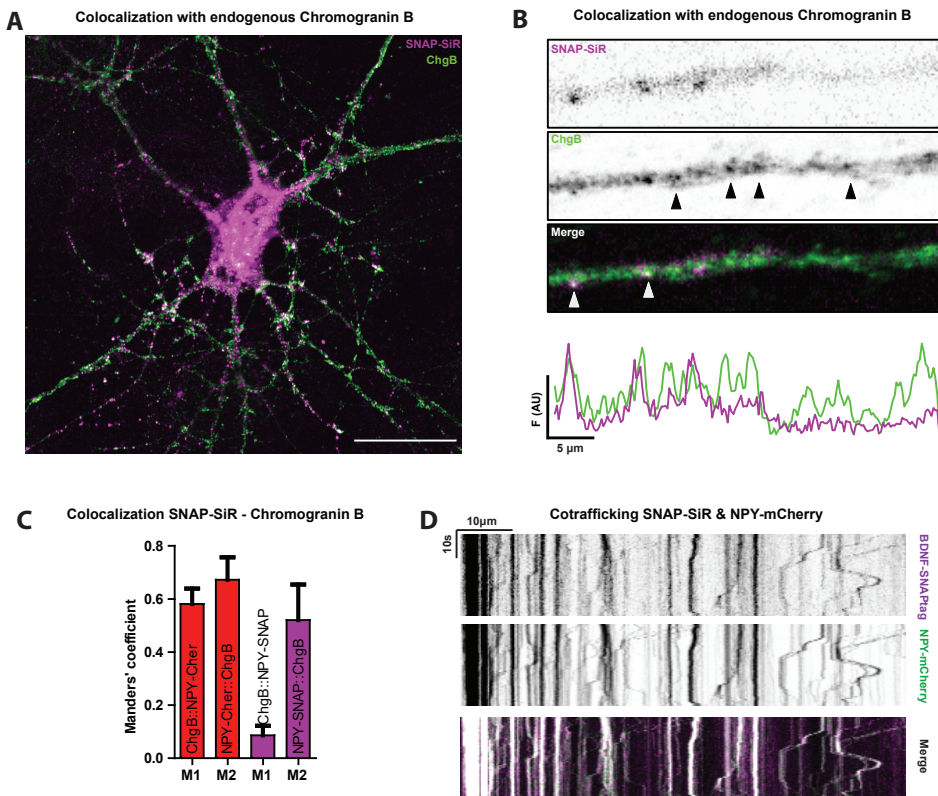 A
Colocalization with endogenous Chromogranin B
SNAP-SiR
ChgB
B
Colocalization with endogenous Chromogranin B
SNAP-SiR
ChgB
Merge
F (AU)
5 µm
C
Colocalization SNAP-SiR - Chromogranin B
Manders' coefficient
0.8
0.6
0.4
0.2
0.0
ChgB::NPY-Cher
NPY-Cher::ChgB
ChgB::NPY-SNAP
NPY-SNAP::ChgB
M1 M2 M1 M2
D
Cotrafficking SNAP-SiR & NPY-mCherry
10µm
10s
BDNF-SNAPtag
NPY-mCherry
Merge